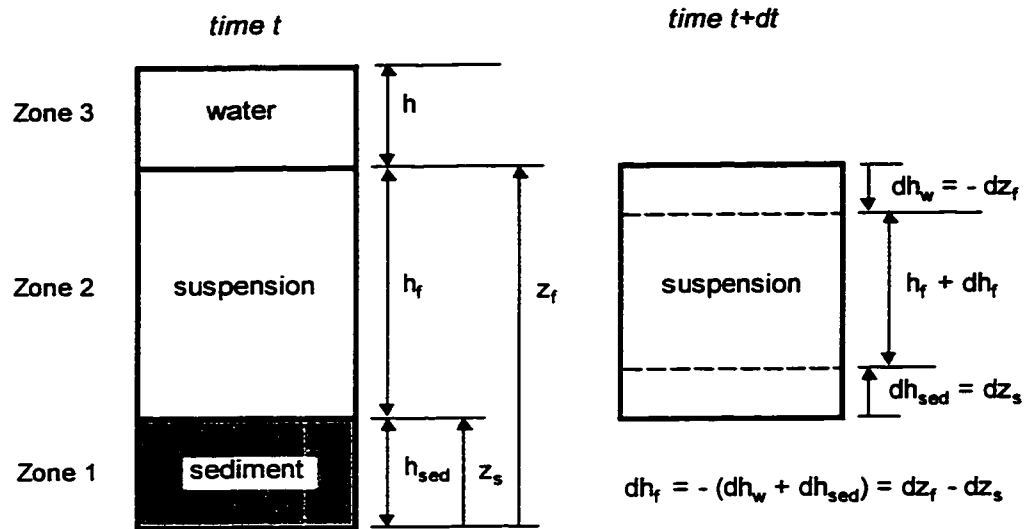 time t
time t+dt
Zone 3
water
h
Zone 2
suspension
h_f
z_f
Zone 1
sediment
h_sed
z_s
dh_w = - dz_f
suspension
h_f + dh_f
dh_sed = dz_s
dh_f = - (dh_w + dh_sed) = dz_f - dz_s